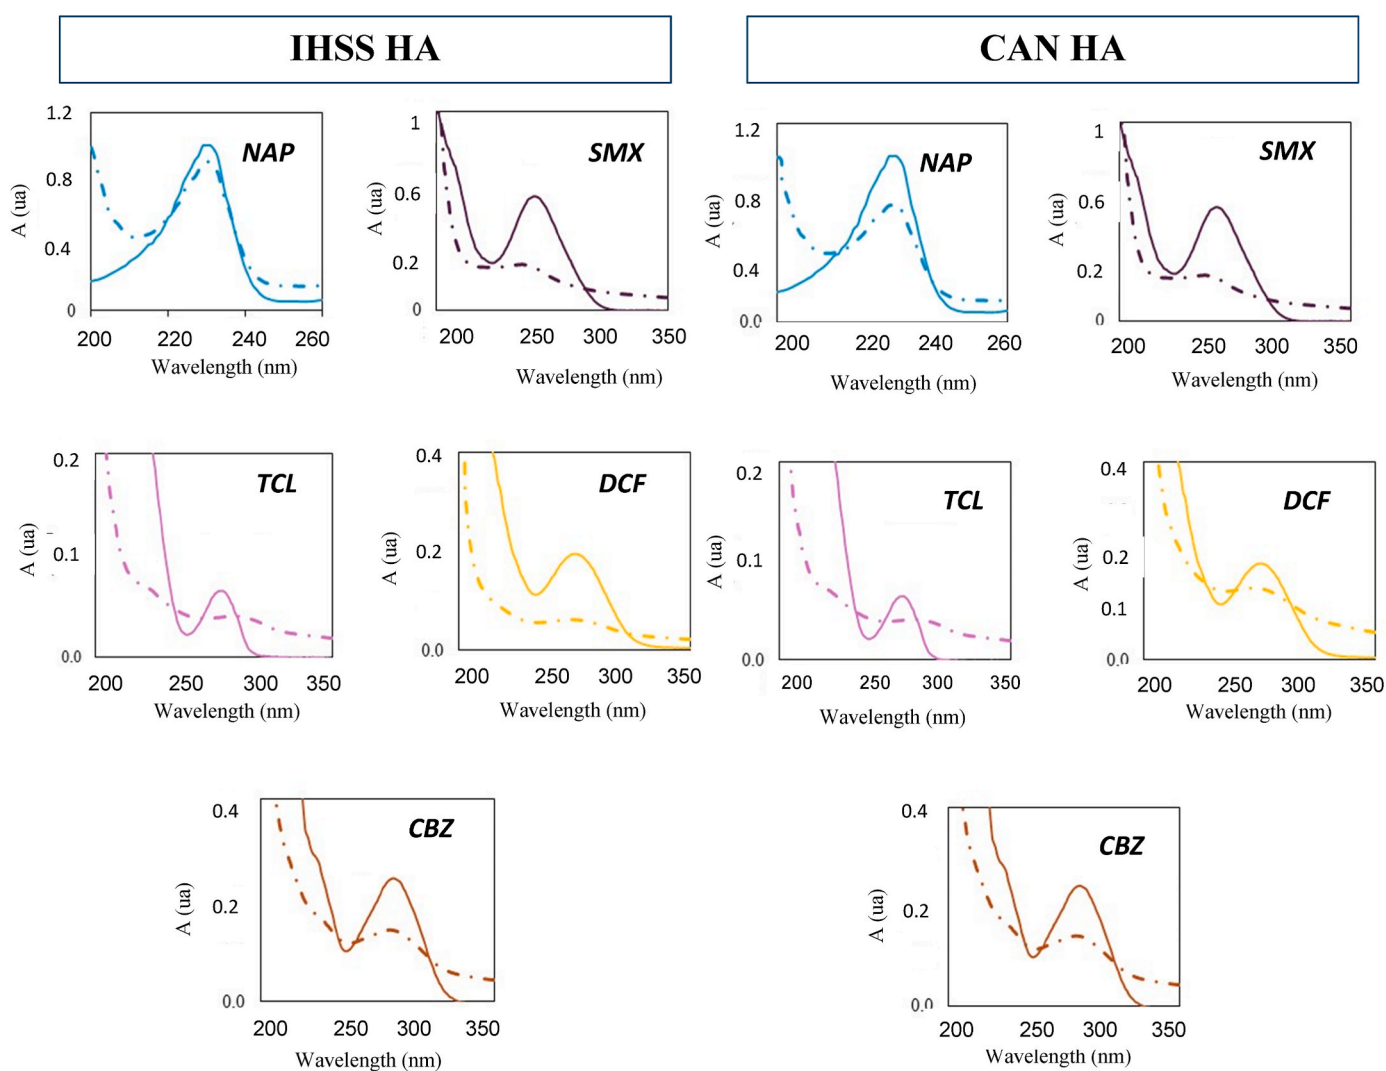 IHSS HA
CAN HA
1.2
0.8
0.4
0
A (ua)
NAP
200 220 240 260
Wavelength (nm)
1
0.6
0.2
0
A (ua)
SMX
200 250 300 350
Wavelength (nm)
1.2
0.8
0.4
0.0
A (ua)
NAP
200 220 240 260
Wavelength (nm)
1
0.6
0.2
0
A (ua)
SMX
200 250 300 350
Wavelength (nm)
0.2
0.1
0.0
A (ua)
TCL
200 250 300 350
Wavelength (nm)
0.4
0.2
0.0
A (ua)
DCF
200 250 300 350
Wavelength (nm)
0.2
0.1
0.0
A (ua)
TCL
200 250 300 350
Wavelength (nm)
0.4
0.2
0.1
0.0
A (ua)
DCF
200 250 300 350
Wavelength (nm)
0.4
0.2
0.0
A (ua)
CBZ
200 250 300 350
Wavelength (nm)
0.4
0.2
0.0
A (ua)
CBZ
200 250 300 350
Wavelength (nm)